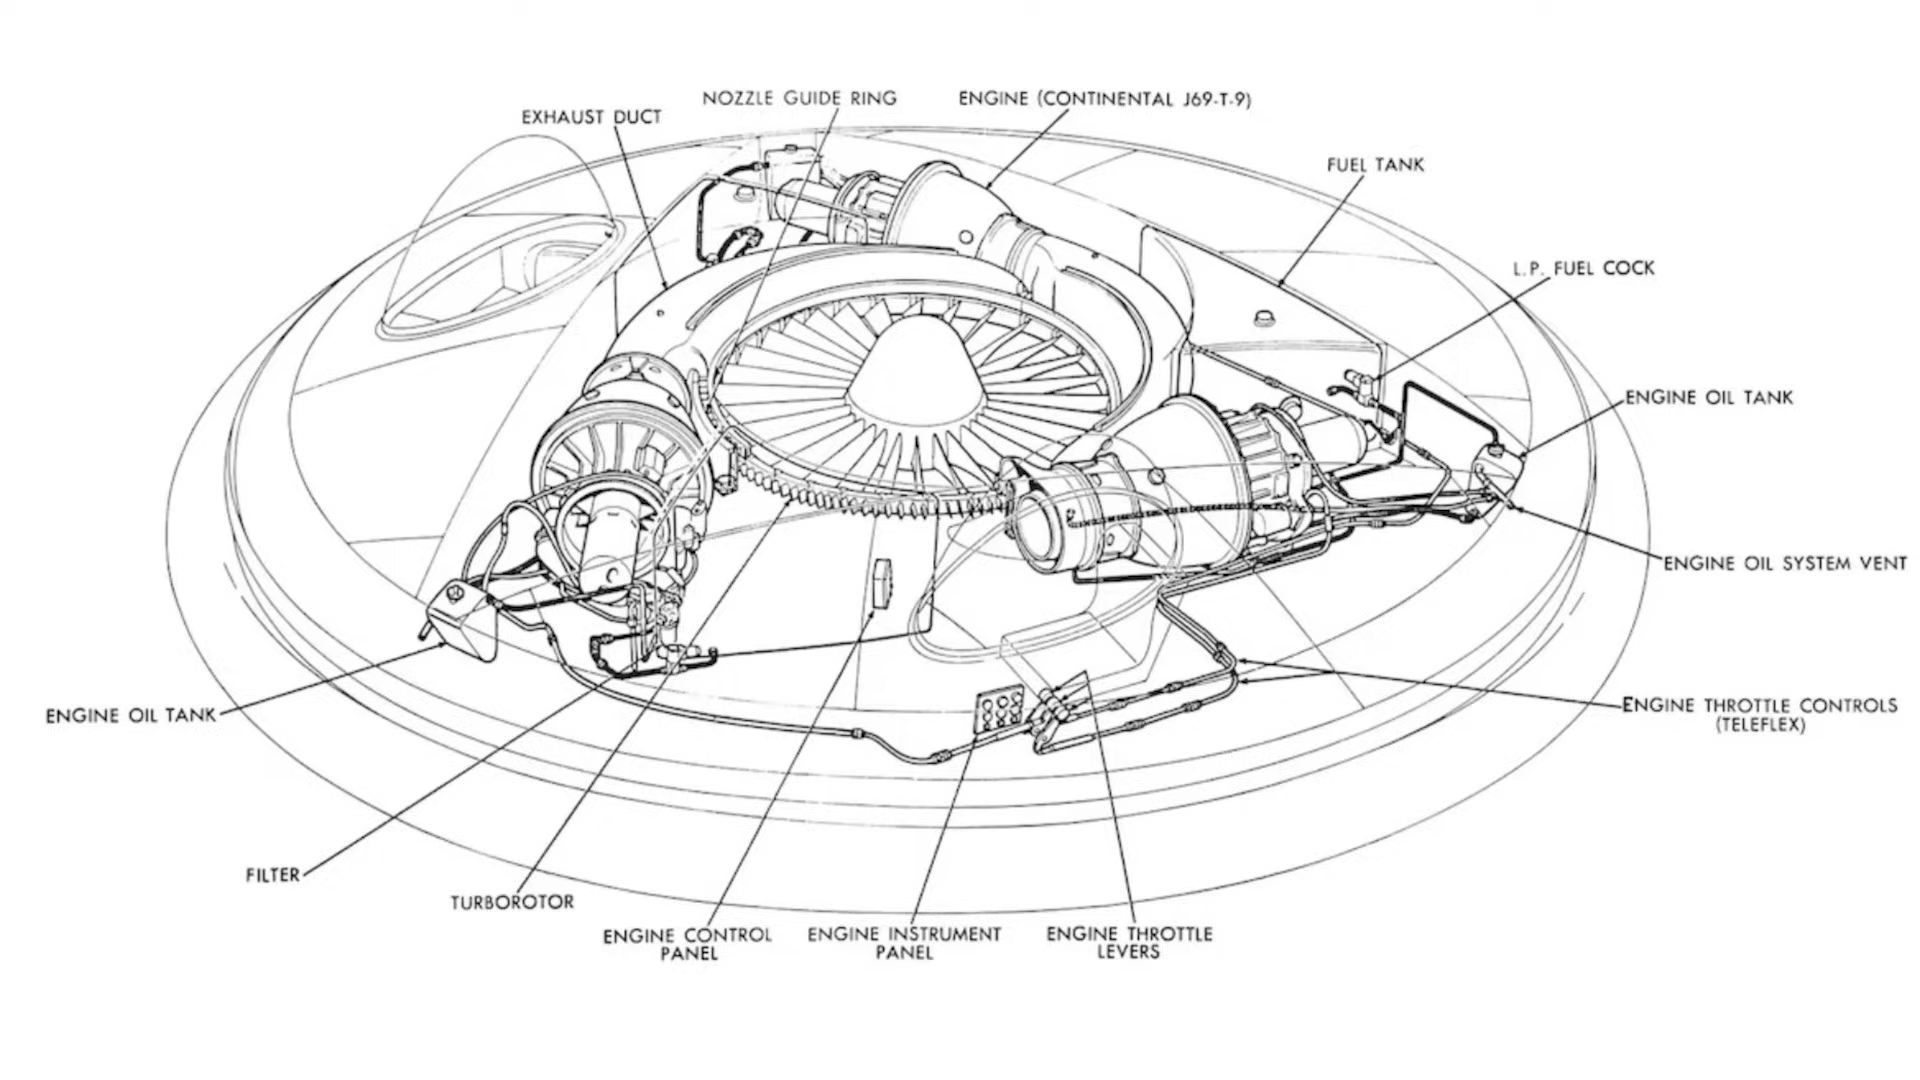 NOZZLE GUIDE RING
ENGINE (CONTINENTAL J69-T-9)
EXHAUST DUCT
FUEL TANK
L.P. FUEL COCK
ENGINE OIL TANK
ENGINE OIL SYSTEM VENT
ENGINE THROTTLE CONTROLS
(TELEFLEX)
ENGINE OIL TANK
FILTER
TURBOROTOR
ENGINE CONTROL
PANEL
ENGINE INSTRUMENT
PANEL
ENGINE THROTTLE
LEVERS